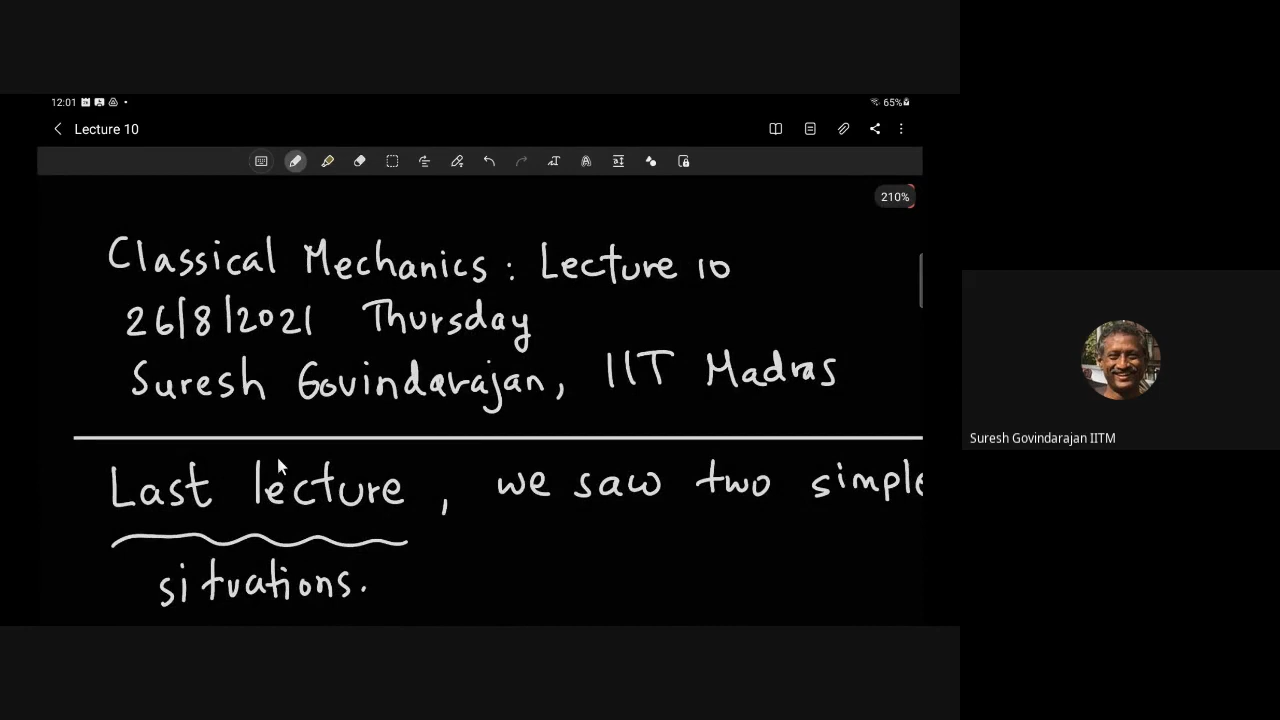 12:01
65%
Lecture 10
210%
Classical Mechanics : Lecture 10
26/8/2021 Thursday
Suresh Govindarajan, IIT Madras
Last lecture, we saw two simple
situations.
Suresh Govindarajan IITM